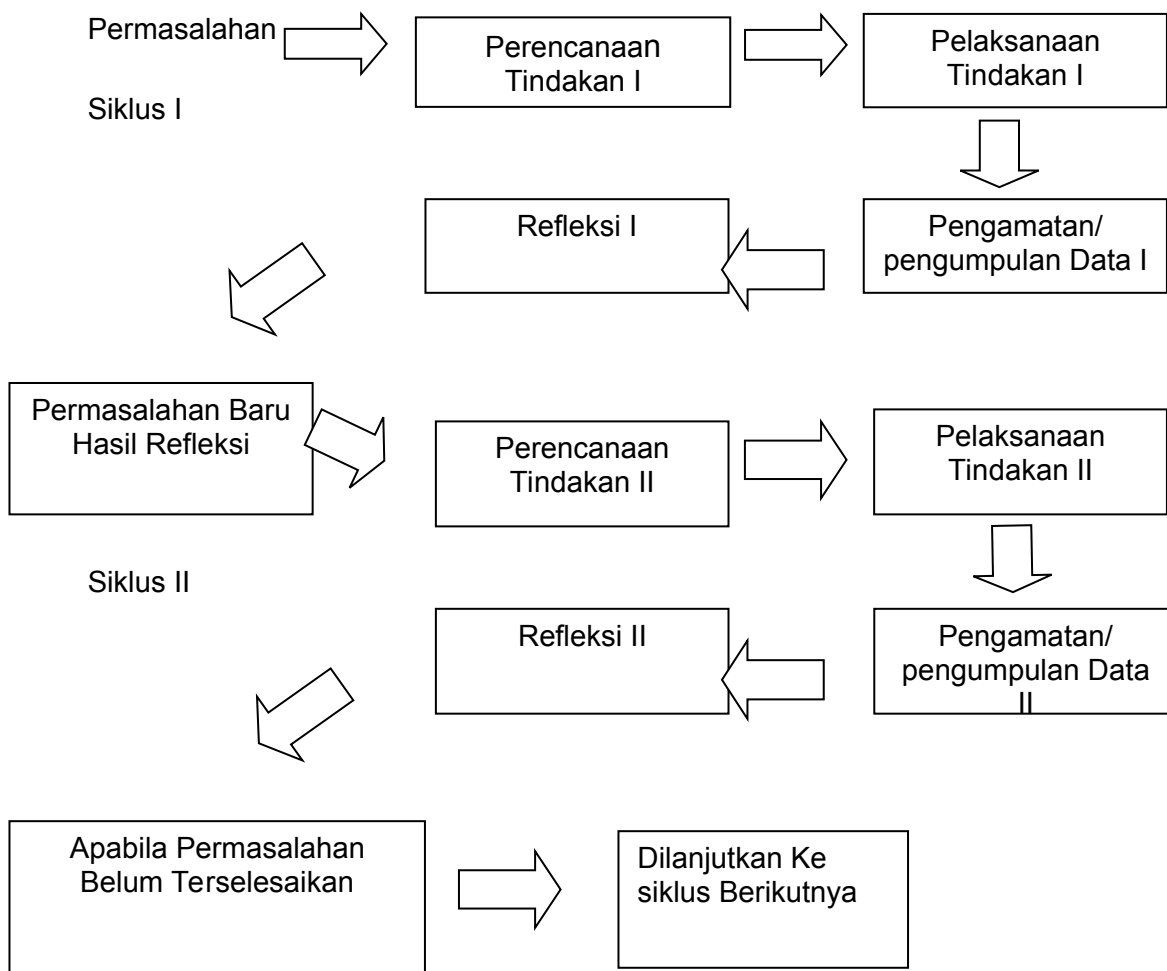 Permasalahan
Perencanaan
Tindakan I
Pelaksanaan
Tindakan I
Siklus I
Refleksi I
Pengamatan/
pengumpulan Data I
Permasalahan Baru
Hasil Refleksi
Perencanaan
Tindakan II
Pelaksanaan
Tindakan II
Siklus II
Refleksi II
Pengamatan/
pengumpulan Data
II
Apabila Permasalahan
Belum Terselesaikan
Dilanjutkan Ke
siklus Berikutnya